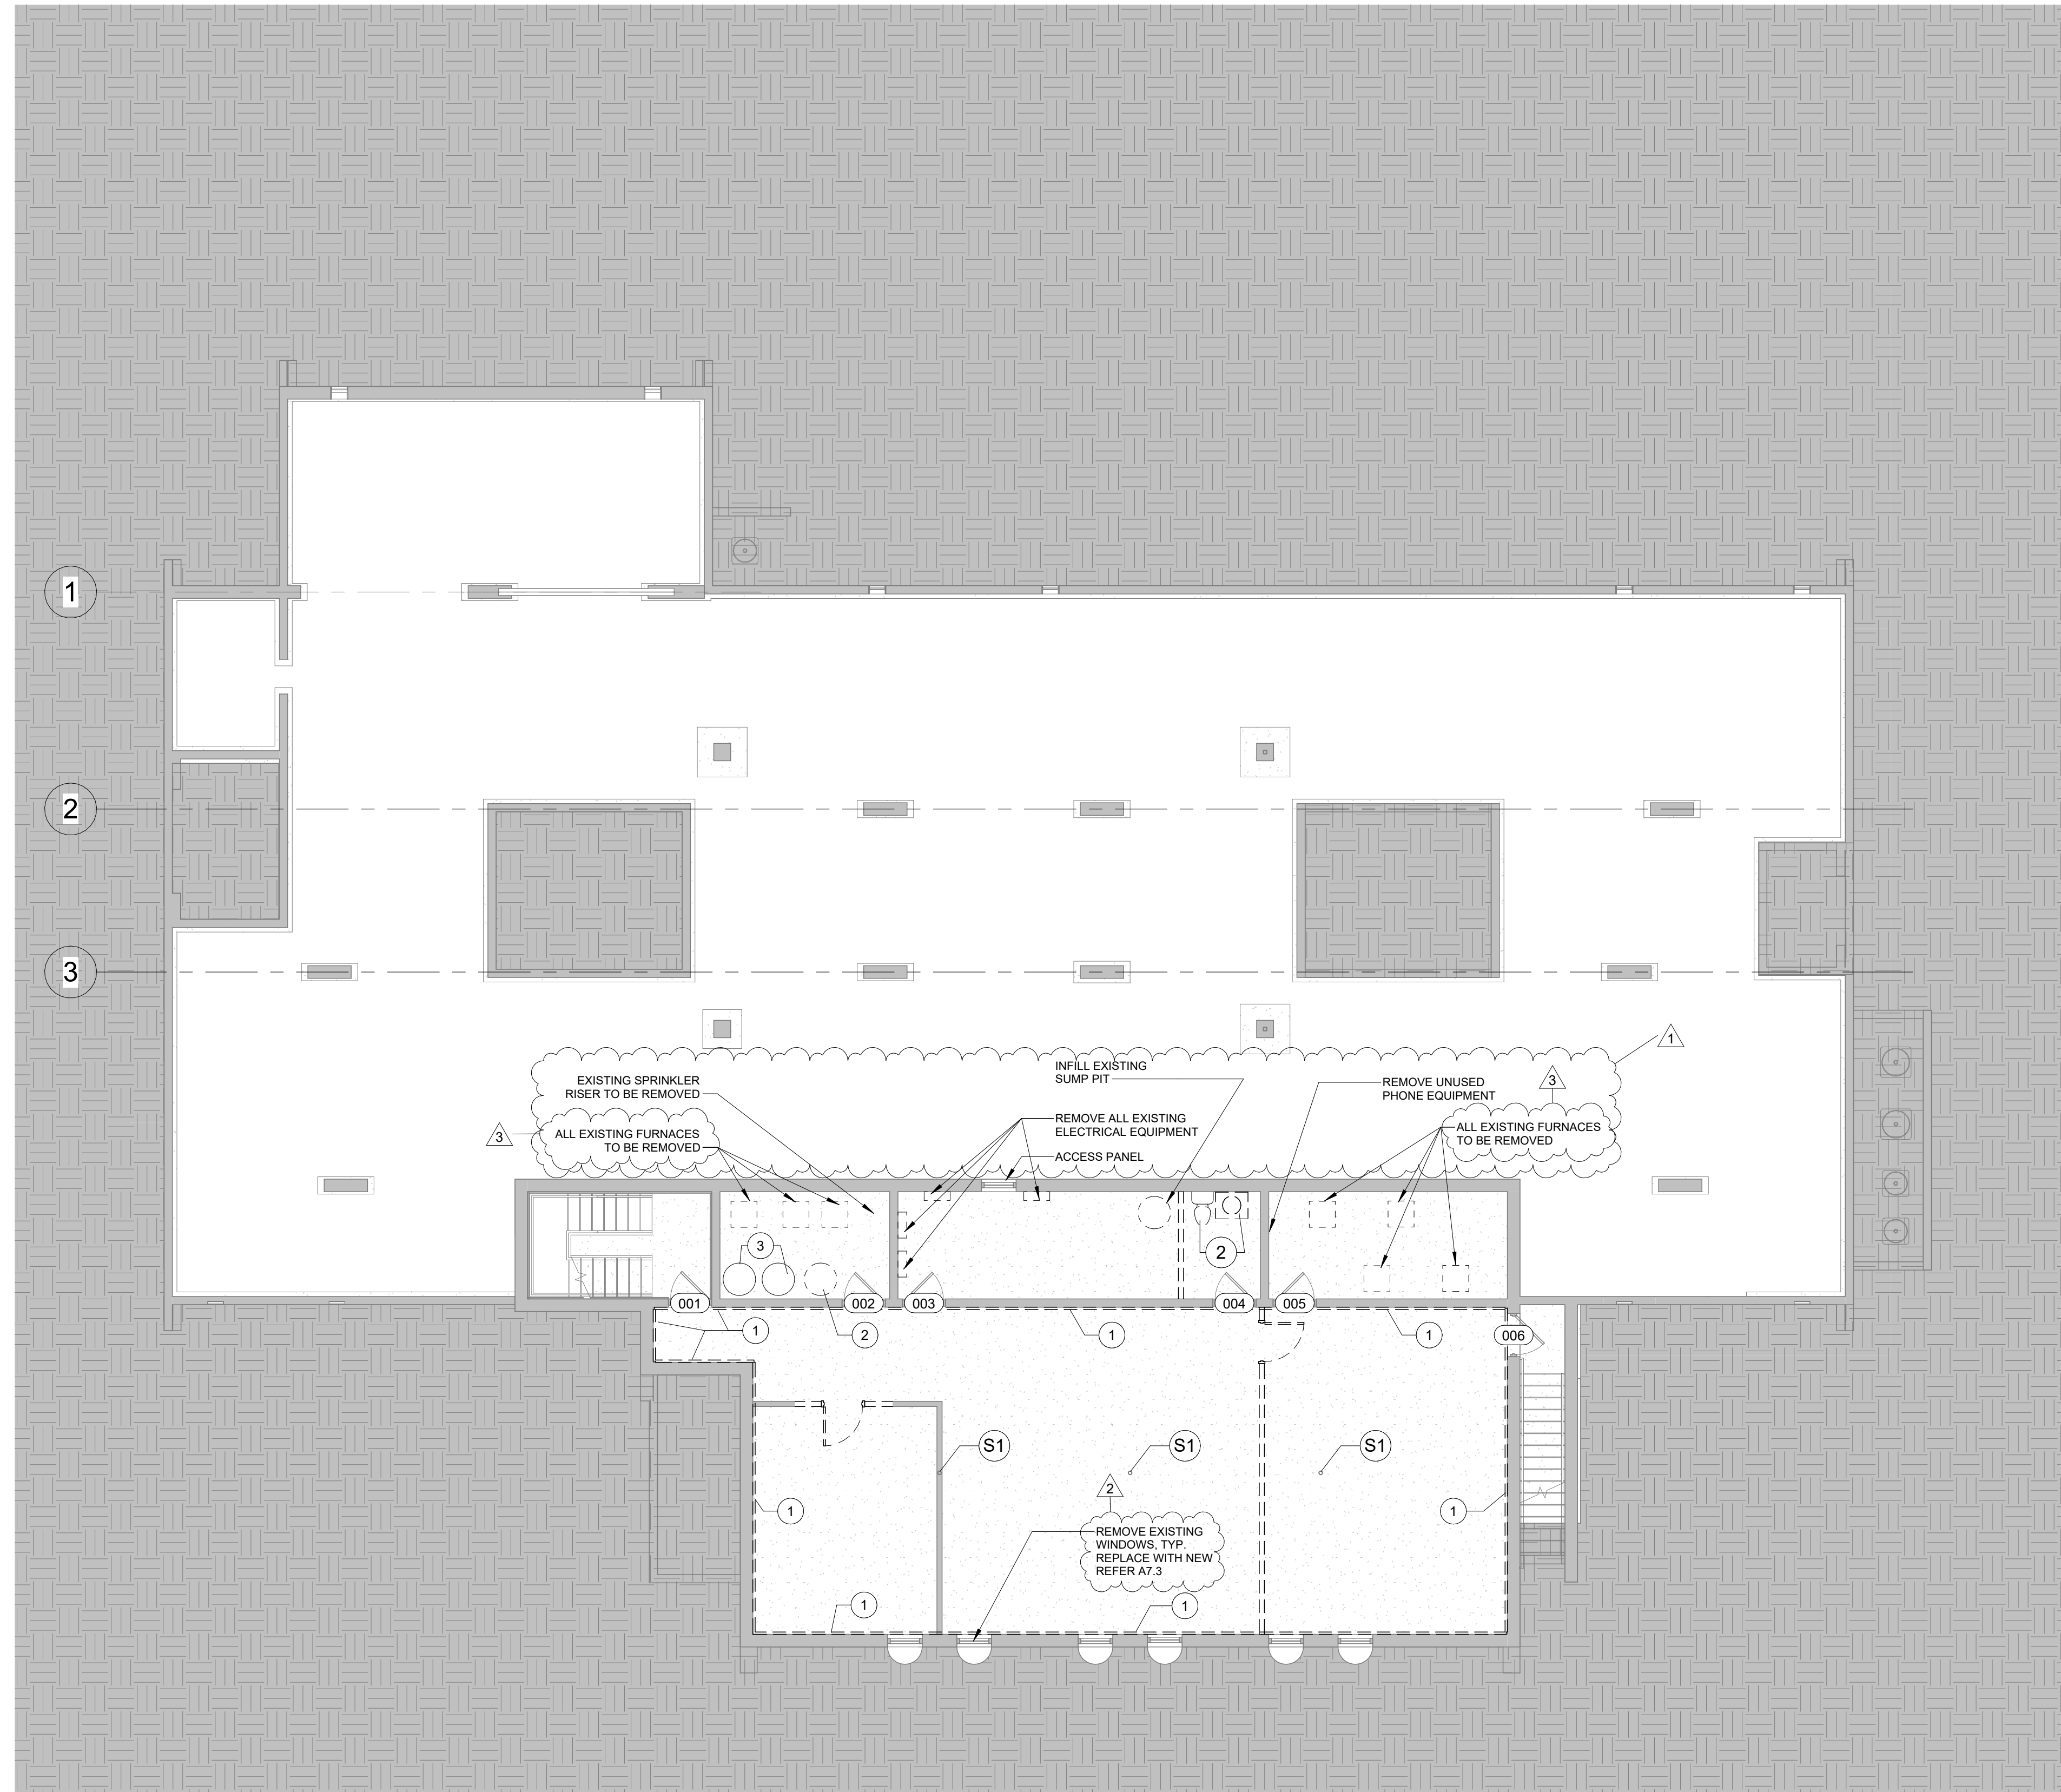 1
2
3
1
INFILL EXISTING
SUMP PIT
EXISTING SPRINKLER
RISER TO BE REMOVED
REMOVE UNUSED
PHONE EQUIPMENT
3
REMOVE ALL EXISTING
ELECTRICAL EQUIPMENT
3
ALL EXISTING FURNACES
TO BE REMOVED
ALL EXISTING FURNACES
TO BE REMOVED
ACCESS PANEL
3
2
001
002
003
004
005
006
1
2
1
1
S1
S1
S1
2
1
1
REMOVE EXISTING
WINDOWS, TYP.
REPLACE WITH NEW
REFER A7.3
1
1